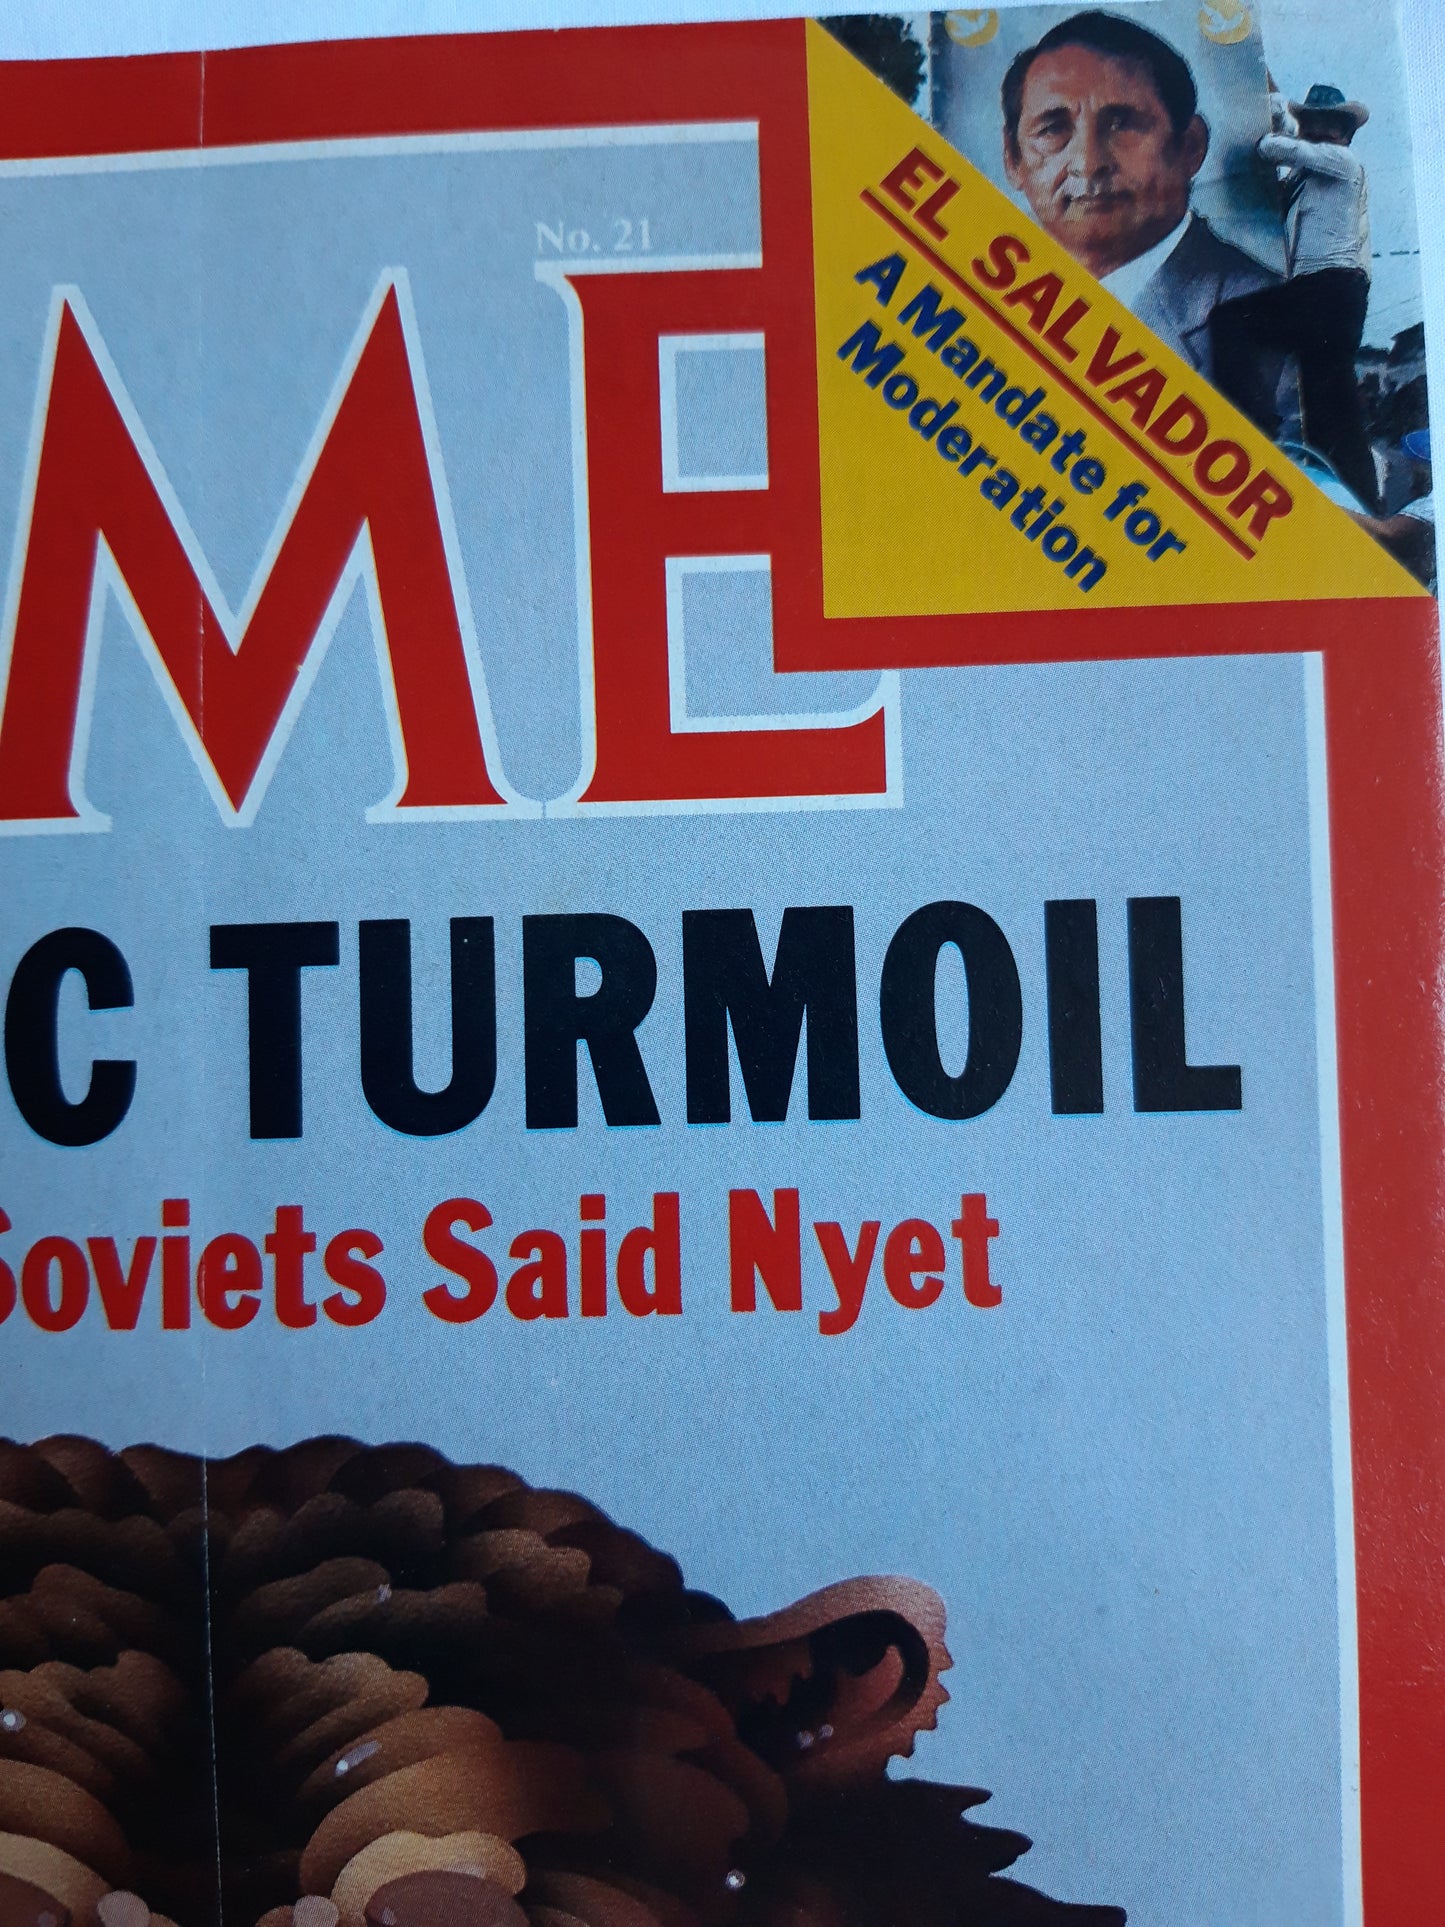 No. 21
ME
EL SALVADOR
A Mandate for
Moderation
C TURMOIL
Soviets Said Nyet